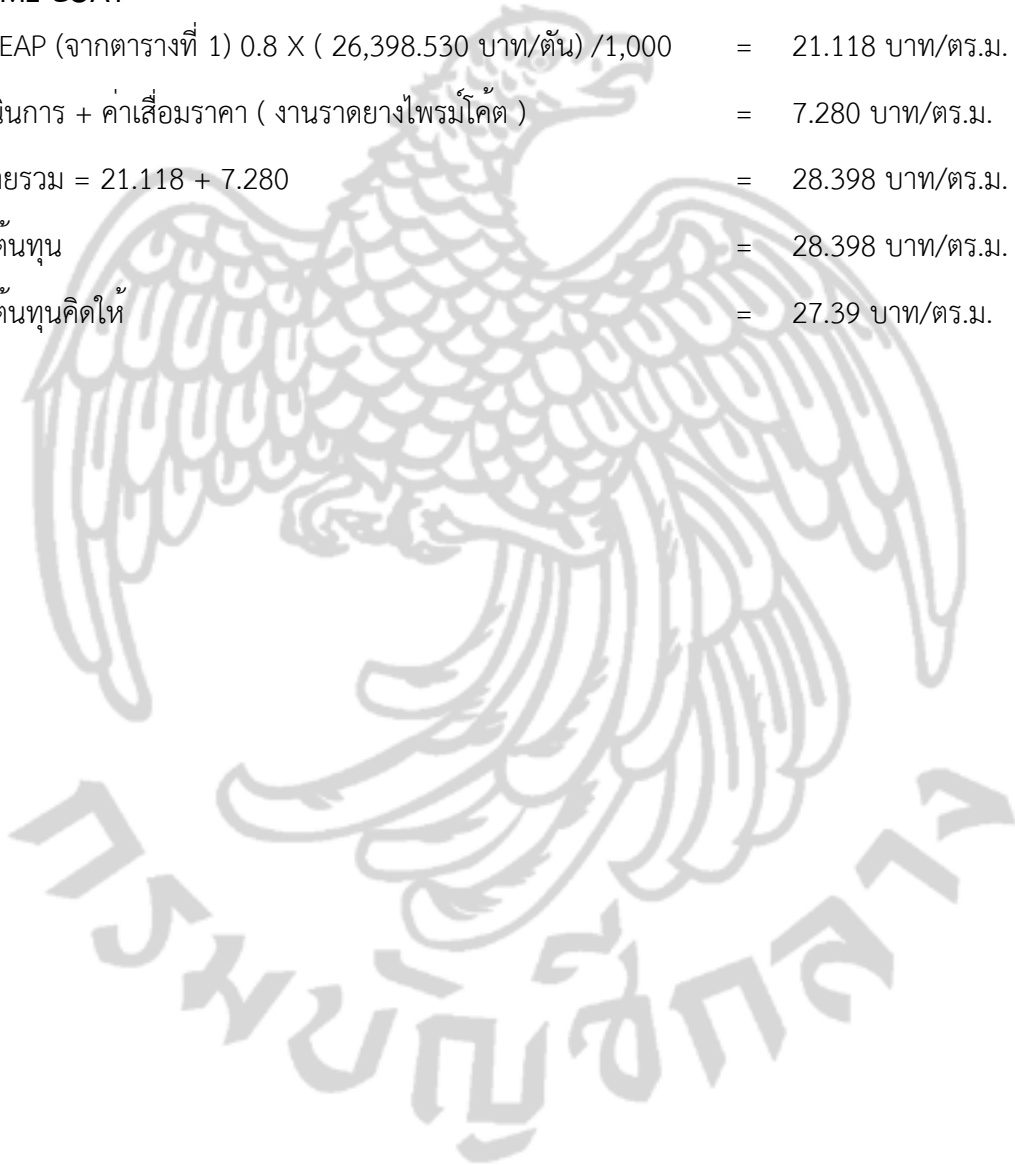 EAP (จากตารางที่ 1) 0.8 X ( 26,398.530 บาท/ตัน) /1,000 = 21.118 บาท/ตร.ม.
นินการ + ค่าเสื่อมราคา ( งานราดยางไพรม์โค้ต ) = 7.280 บาท/ตร.ม.
ยรวม = 21.118 + 7.280 = 28.398 บาท/ตร.ม.
ต้นทุน = 28.398 บาท/ตร.ม.
ต้นทุนคิดให้ = 27.39 บาท/ตร.ม.
กรมบัญชีกลาง